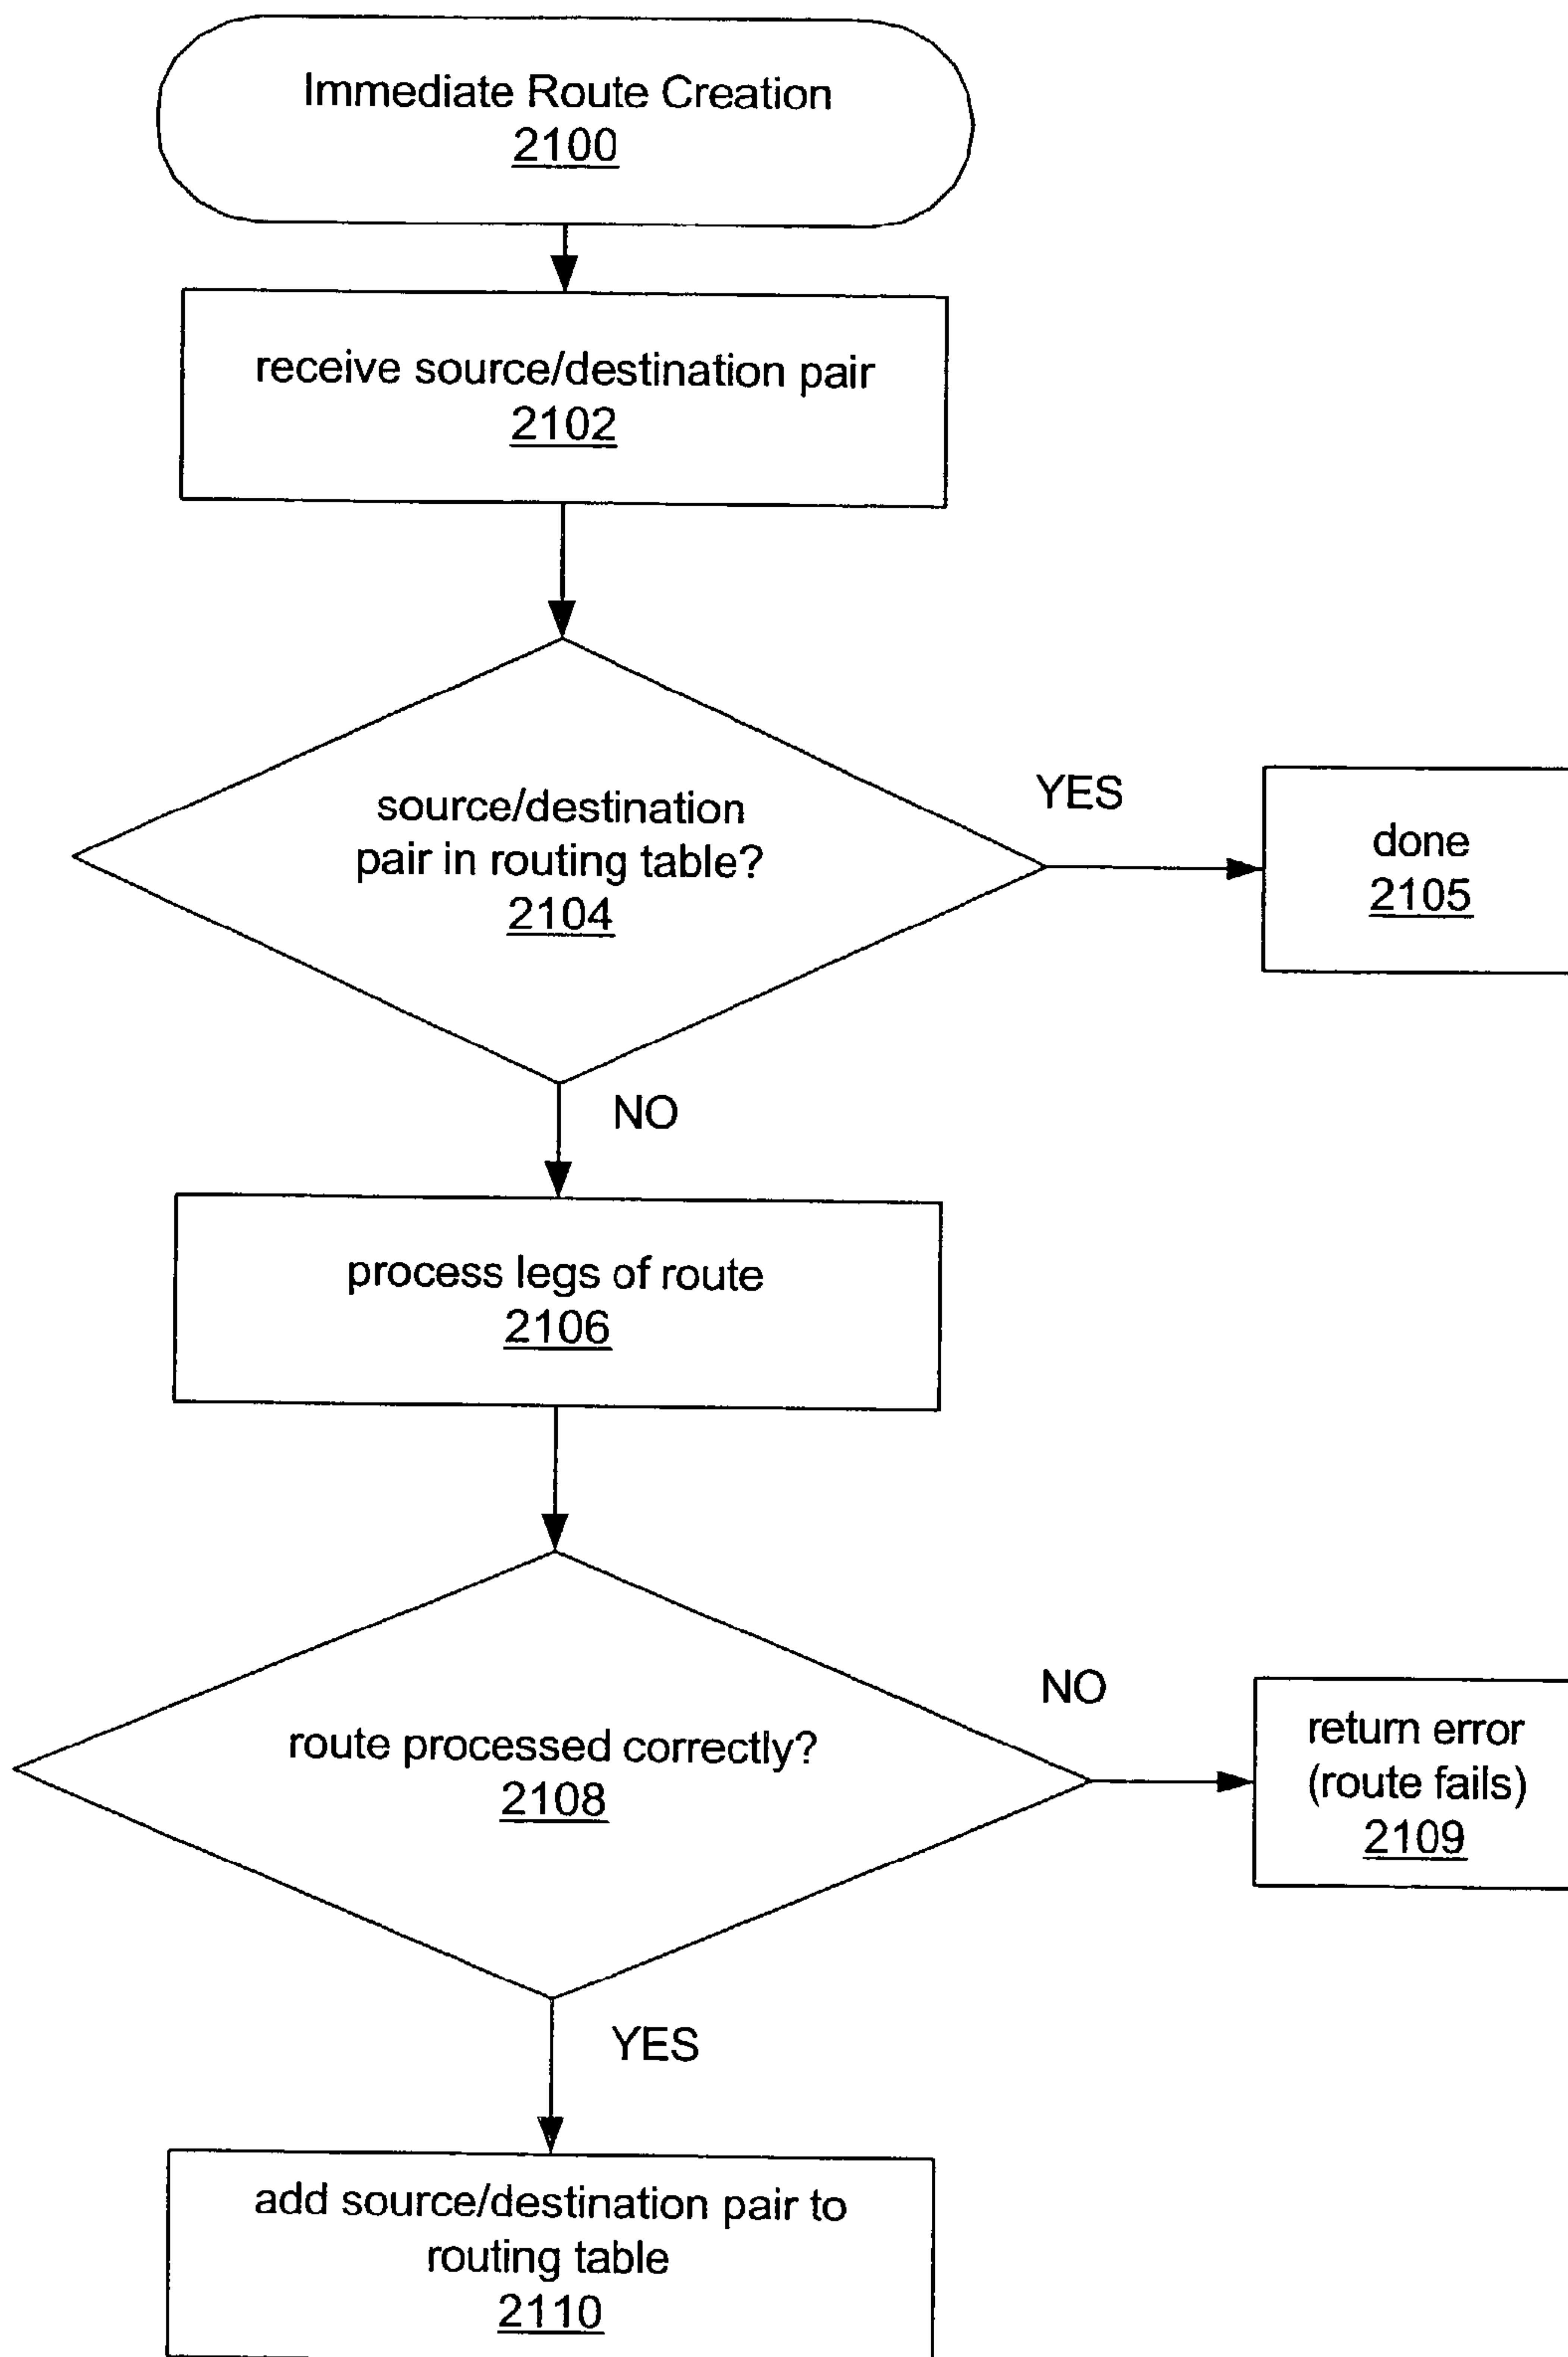 Immediate Route Creation
2100
receive source/destination pair
2102
source/destination
pair in routing table?
2104
YES
done
2105
NO
process legs of route
2106
route processed correctly?
2108
NO
return error
(route fails)
2109
YES
add source/destination pair to
routing table
2110